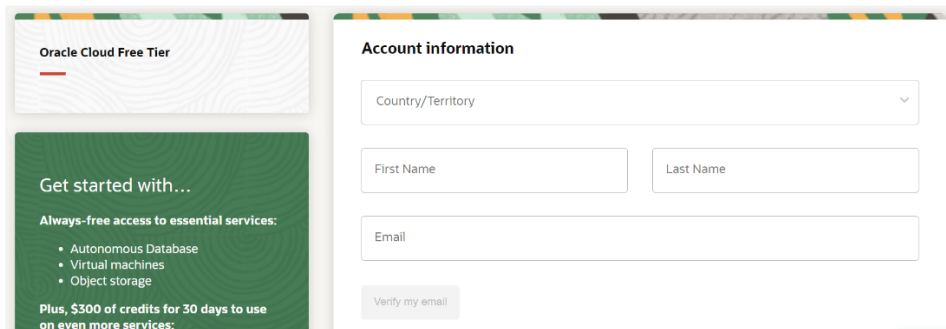 Oracle Cloud Free Tier
Get started with...
Always-free access to essential services:
• Autonomous Database
• Virtual machines
• Object storage
Plus, $300 of credits for 30 days to use
on even more services:
Account information
Country/Territory
First Name
Last Name
Email
Verify my email